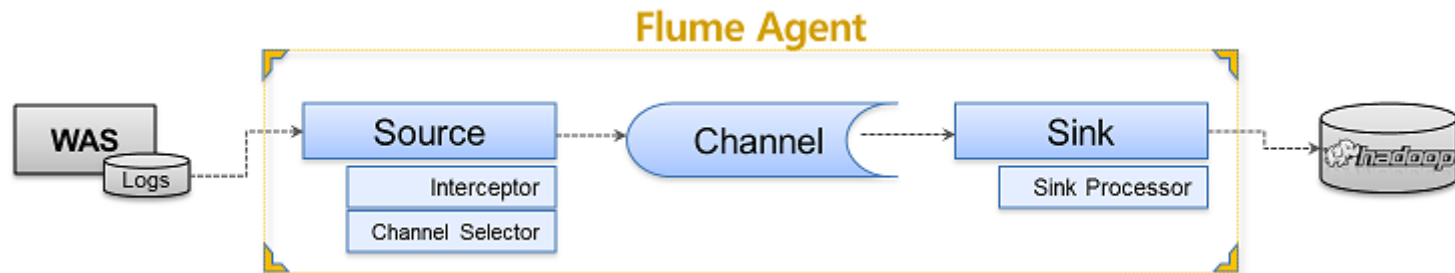 Flume Agent
WAS
Logs
Source
Interceptor
Channel Selector
Channel
Sink
Sink Processor
hadoop